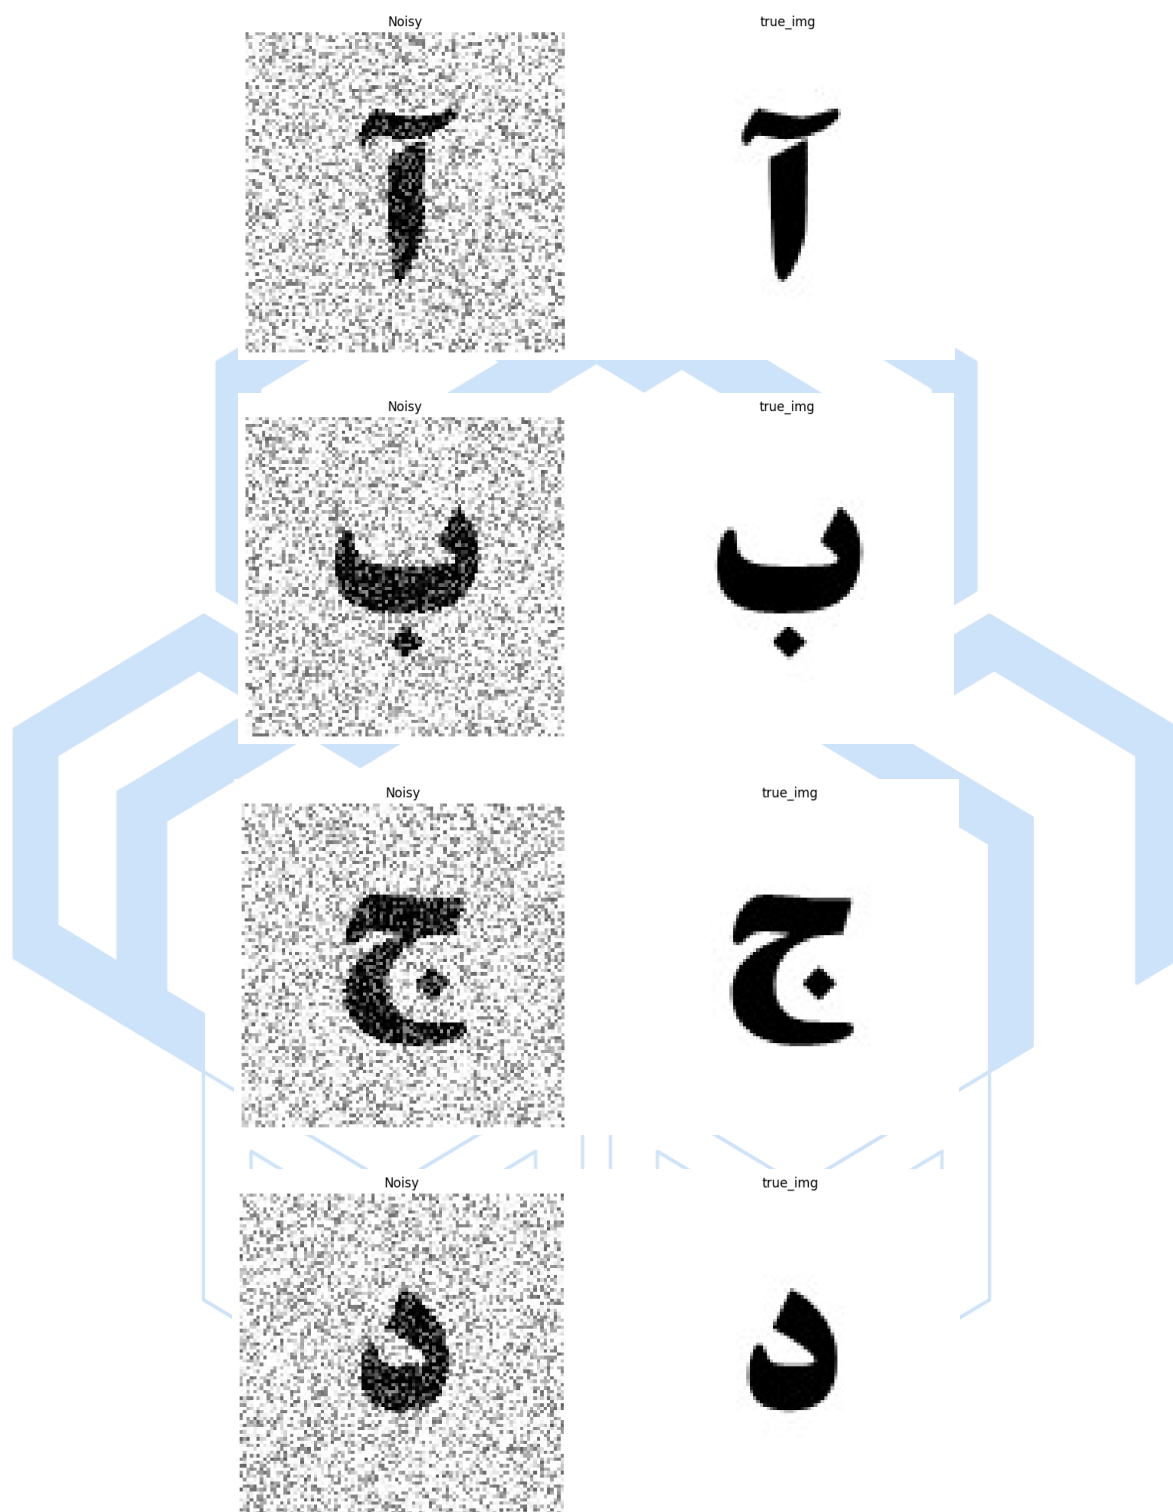 Noisy true_img
آ آ
Noisy true_img
ب ب
Noisy true_img
ج ج
Noisy true_img
د د